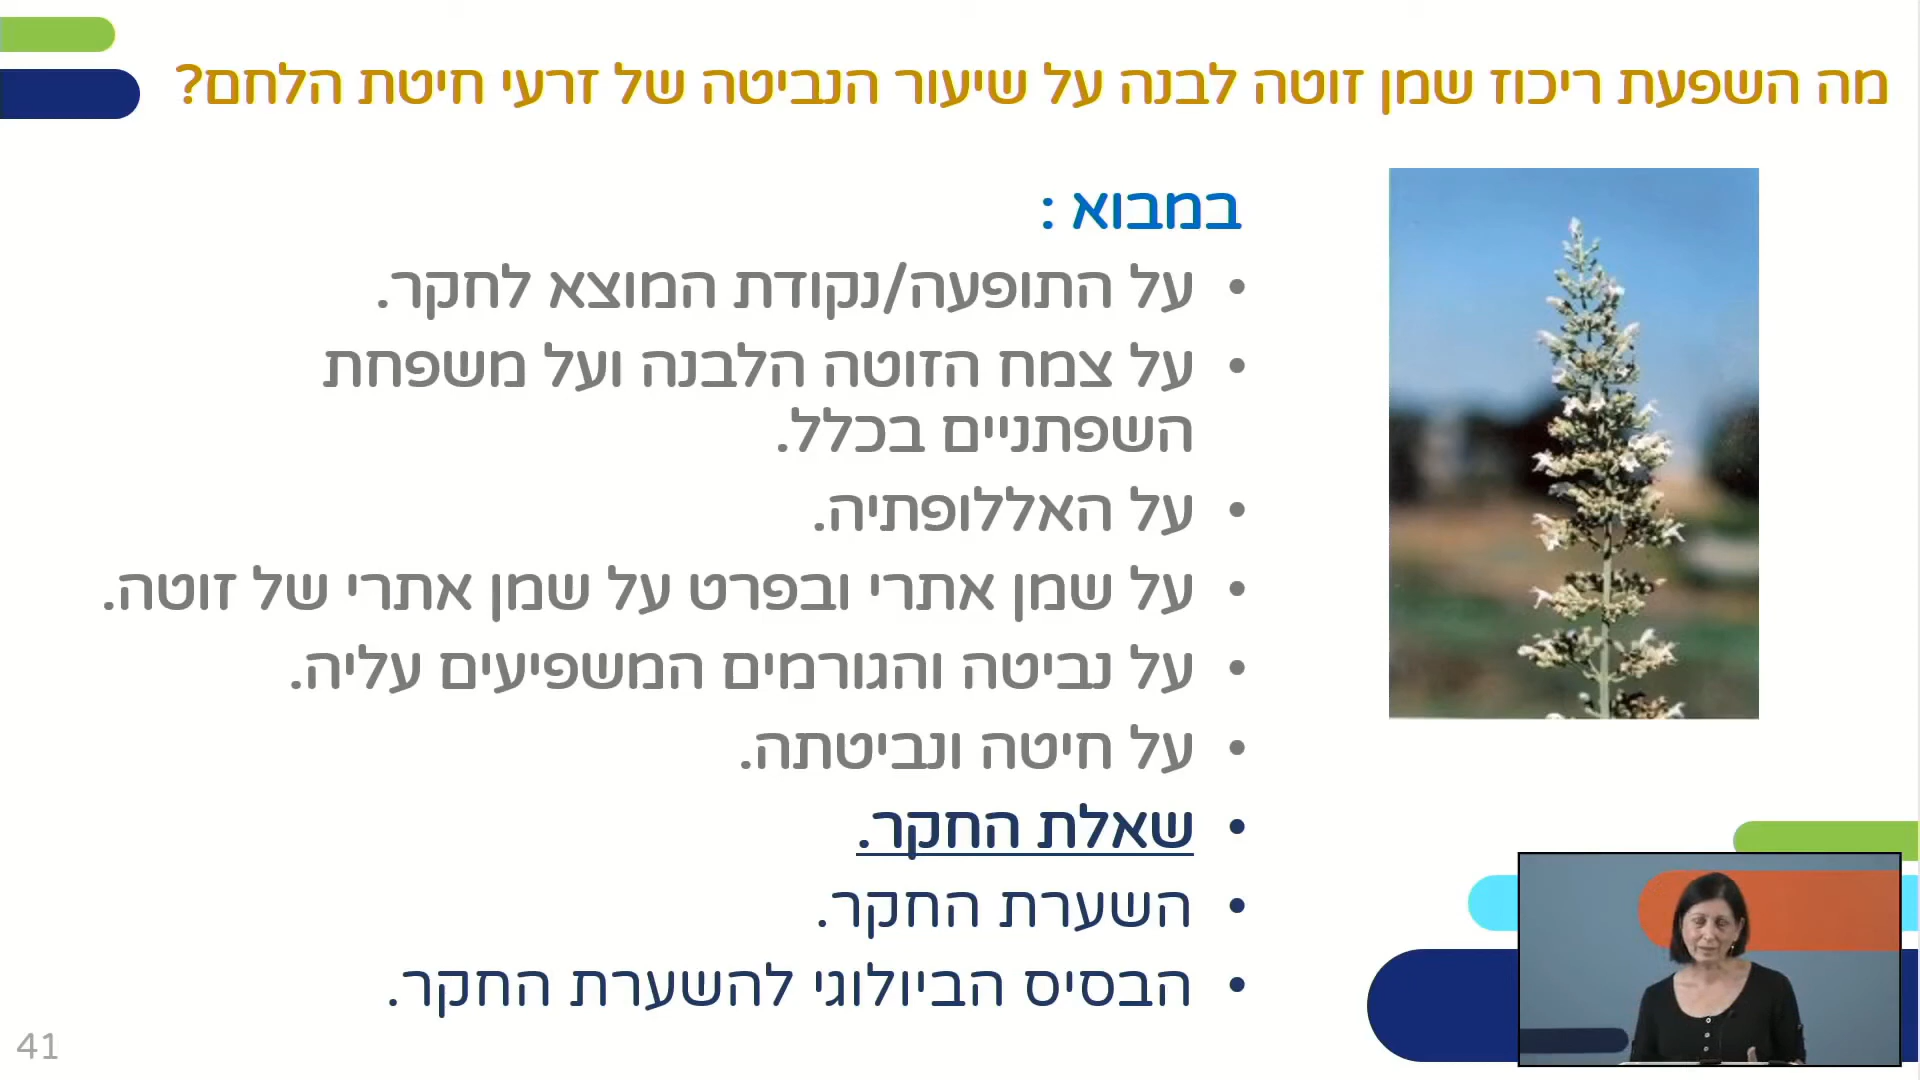 מה השפעת ריכוז שמן זוטה לבנה על שיעור הנביטה של זרעי חיטת הלחם?
במבוא :
• על התופעה/נקודת המוצא לחקר.
• על צמח הזוטה הלבנה ועל משפחת
השפתניים בכלל.
• על האללופתיה.
• על שמן אתרי ובפרט על שמן אתרי של זוטה.
• על נביטה והגורמים המשפיעים עליה.
• על חיטה ונביטתה.
• שאלת החקר.
• השערת החקר.
• הבסיס הביולוגי להשערת החקר.
41